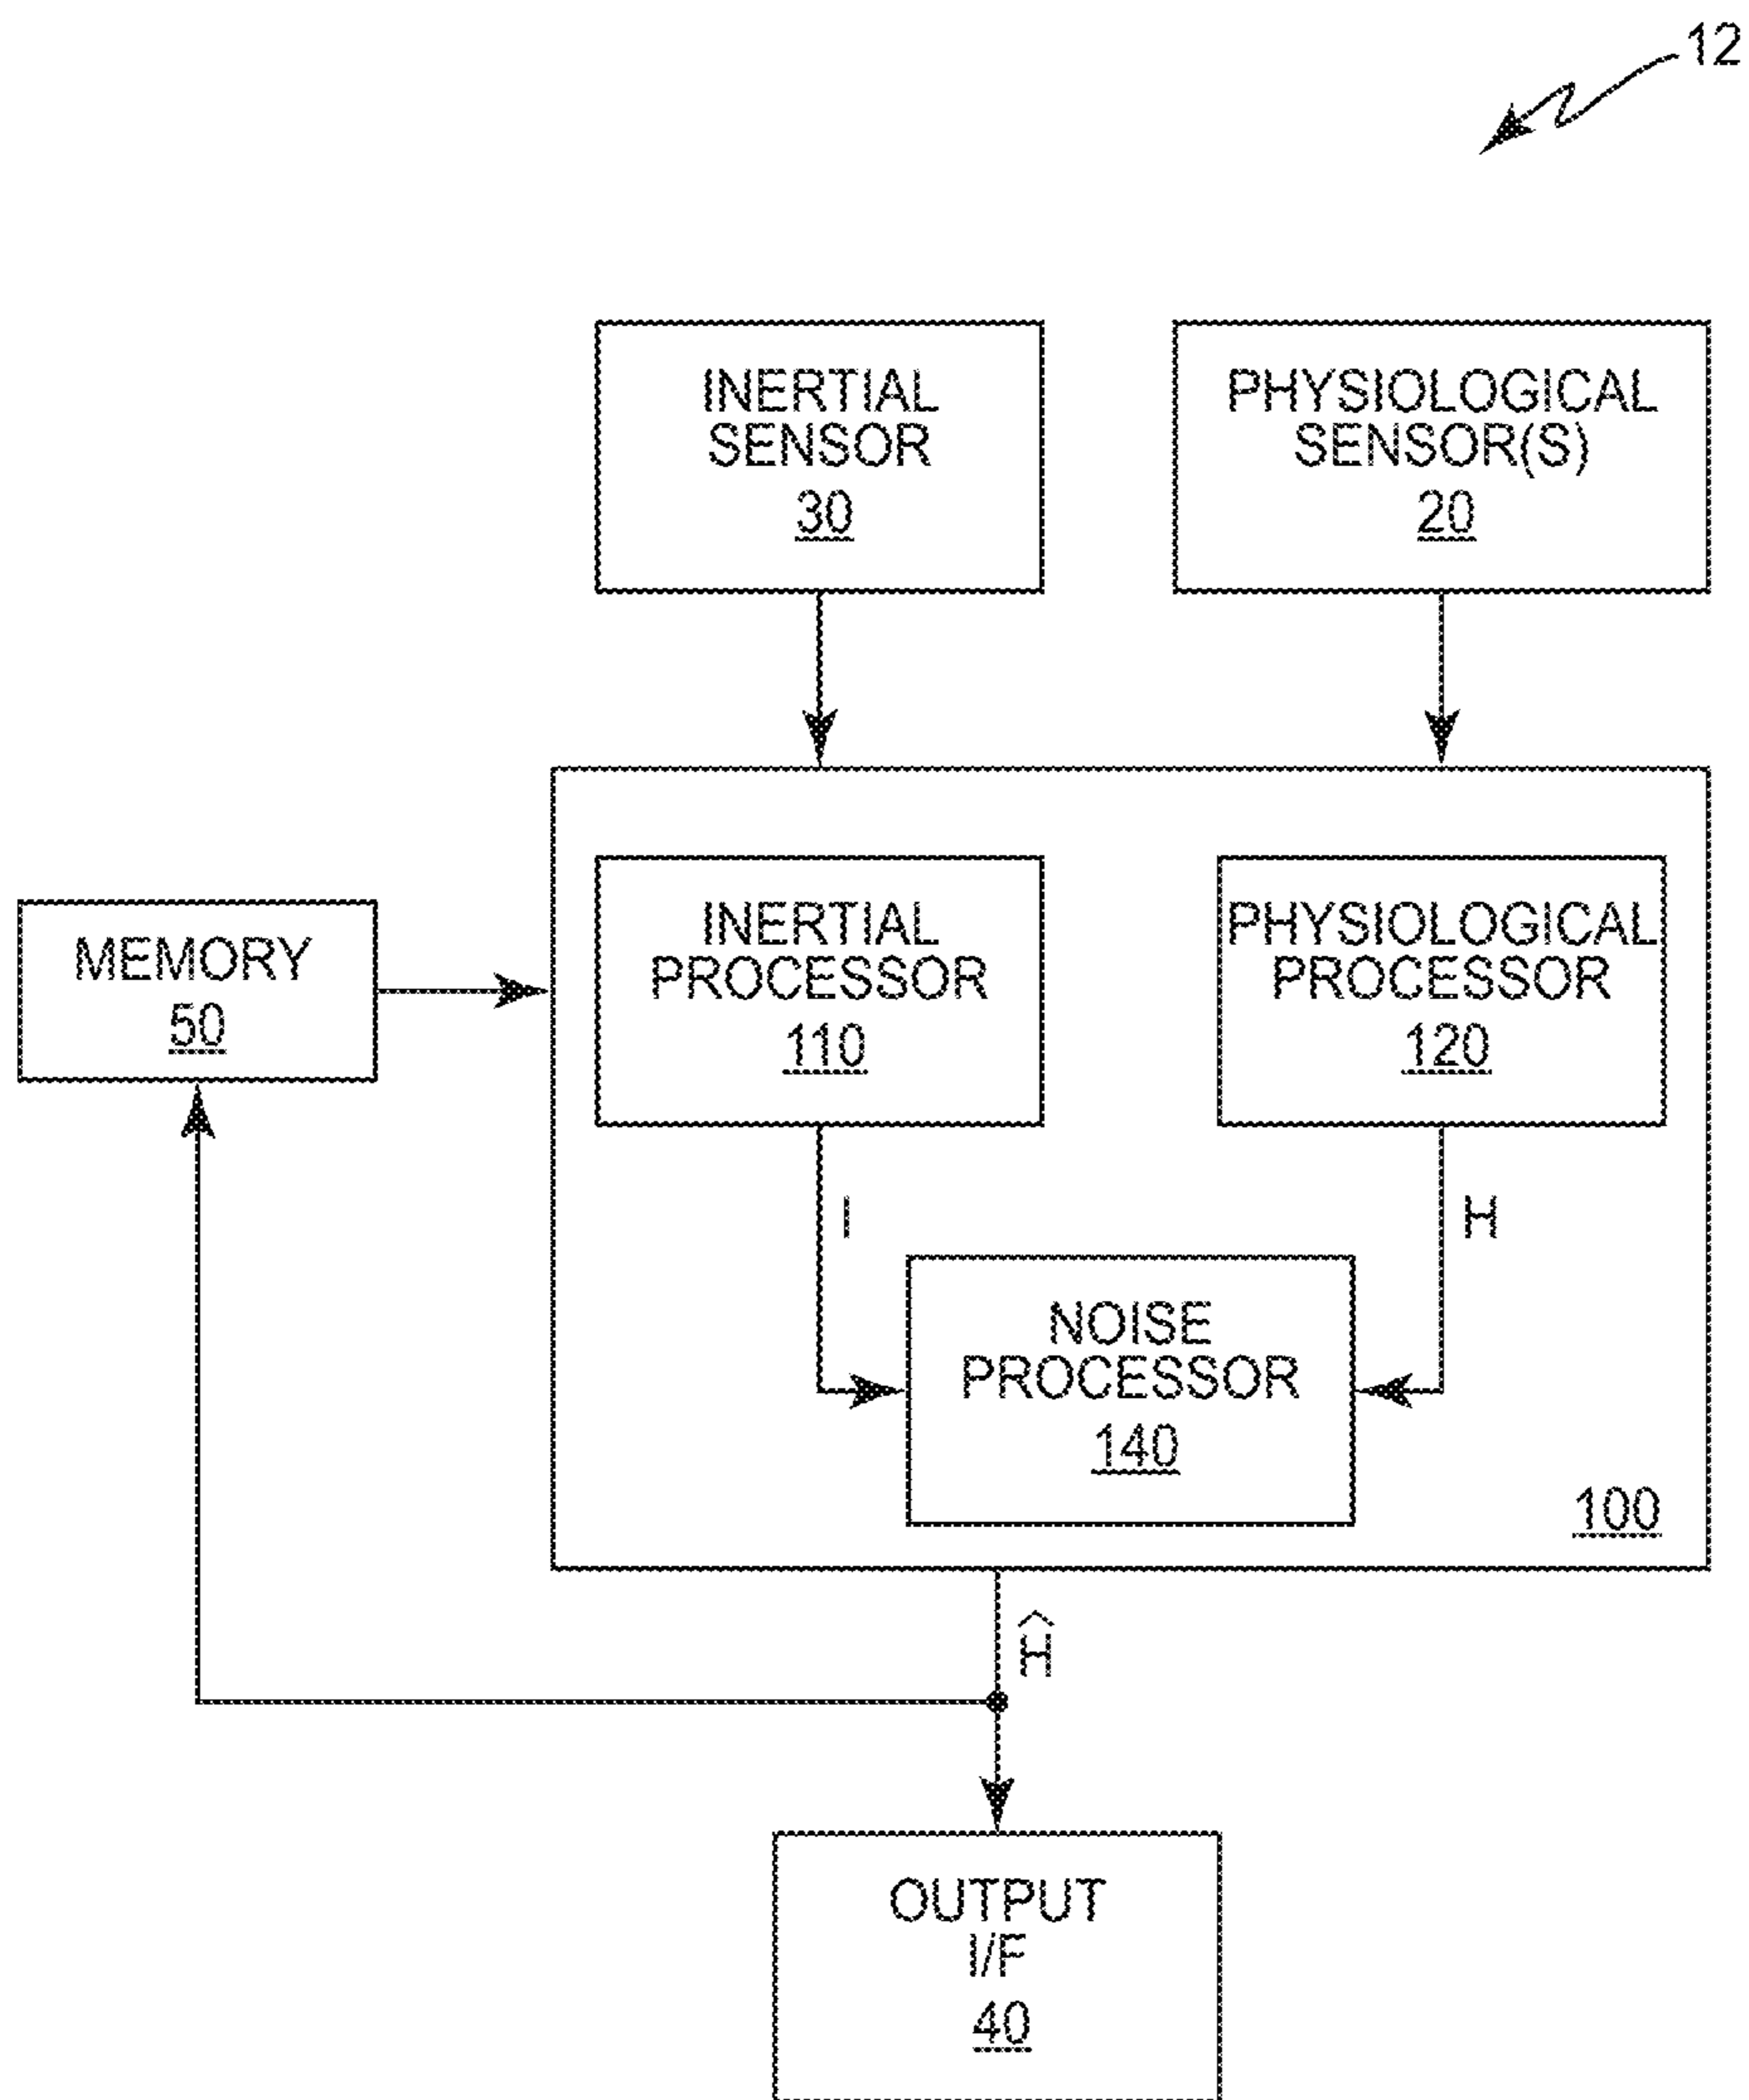 12
INERTIAL
SENSOR
30
PHYSIOLOGICAL
SENSOR(S)
20
MEMORY
50
INERTIAL
PROCESSOR
110
PHYSIOLOGICAL
PROCESSOR
120
I
H
NOISE
PROCESSOR
140
100
Ĥ
OUTPUT
I/F
40